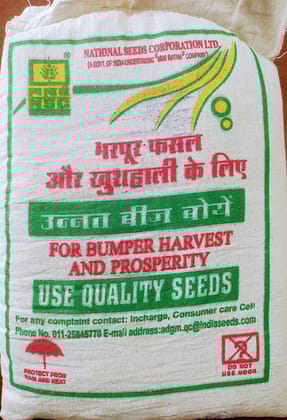 NATIONAL SEEDS CORPORATION LTD.
(A GOVT. OF INDIA UNDERTAKING "MINI RATNA" COMPANY)
NSC
भरपूर फसल
और खुशहाली के लिए
उन्नत बीज बोयें
FOR BUMPER HARVEST
AND PROSPERITY
USE QUALITY SEEDS
For any complaint contact: Incharge, Consumer care Cell
Phone No. 011-25845770 E-mail address:adgm.qc@indiaseeds.com
PROTECT FROM
RAIN AND HEAT
DO NOT
USE HOOK